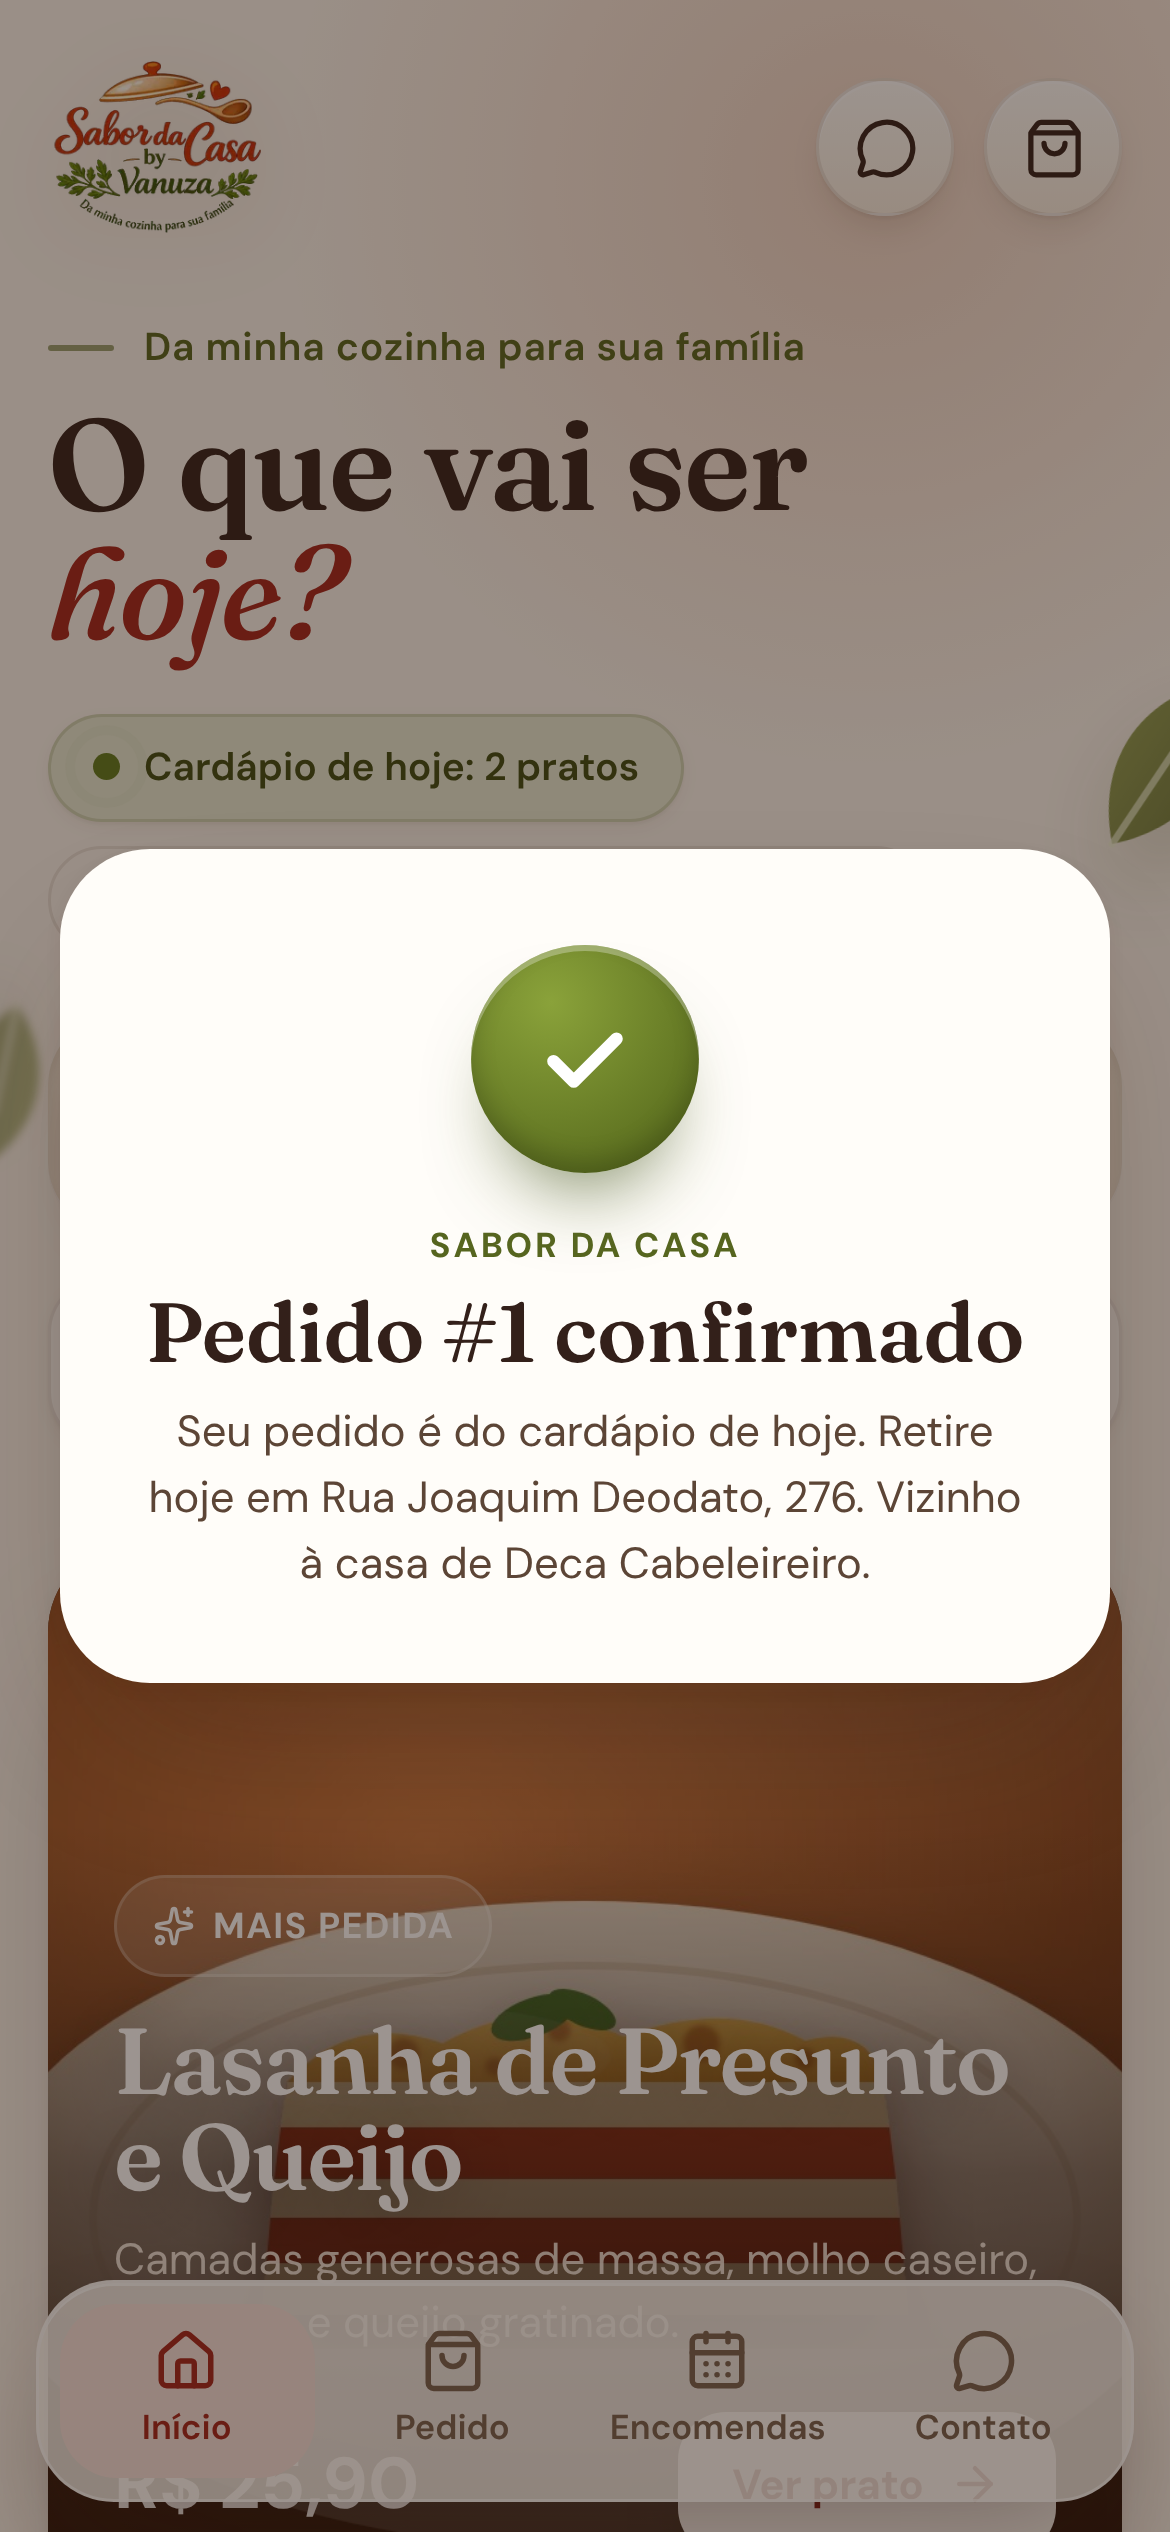 Sabor da Casa
by
Vanuza
Da minha cozinha para sua família
Da minha cozinha para sua família
O que vai ser
hoje?
Cardápio de hoje: 2 pratos
SABOR DA CASA
Pedido #1 confirmado
Seu pedido é do cardápio de hoje. Retire
hoje em Rua Joaquim Deodato, 276. Vizinho
à casa de Deca Cabeleireiro.
MAIS PEDIDA
Lasanha de Presunto
e Queijo
Camadas generosas de massa, molho caseiro,
e queijo gratinado.
Início
Pedido
Encomendas
Contato
R$ 25,90
Ver prato